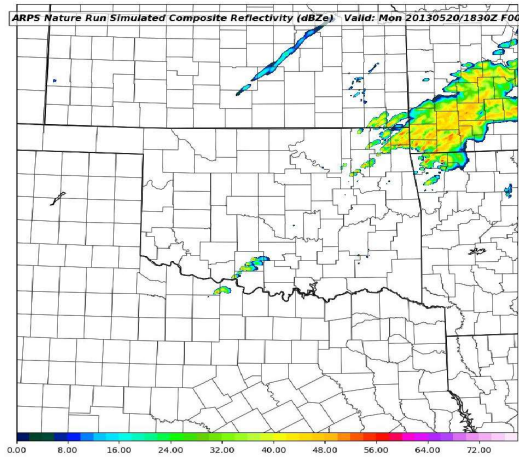 ARPS Nature Run Simulated Composite Reflectivity (dBZe) Valid: Mon 20130520/1830Z F00
0.00 8.00 16.00 24.00 32.00 40.00 48.00 56.00 64.00 72.00